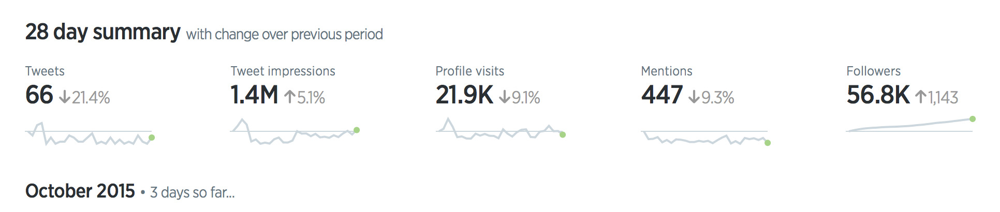 28 day summary with change over previous period
Tweets Tweet impressions Profile visits Mentions Followers
66 ↓21.4% 1.4M ↑5.1% 21.9K ↓9.1% 447 ↓9.3% 56.8K ↑1,143
October 2015 • 3 days so far...